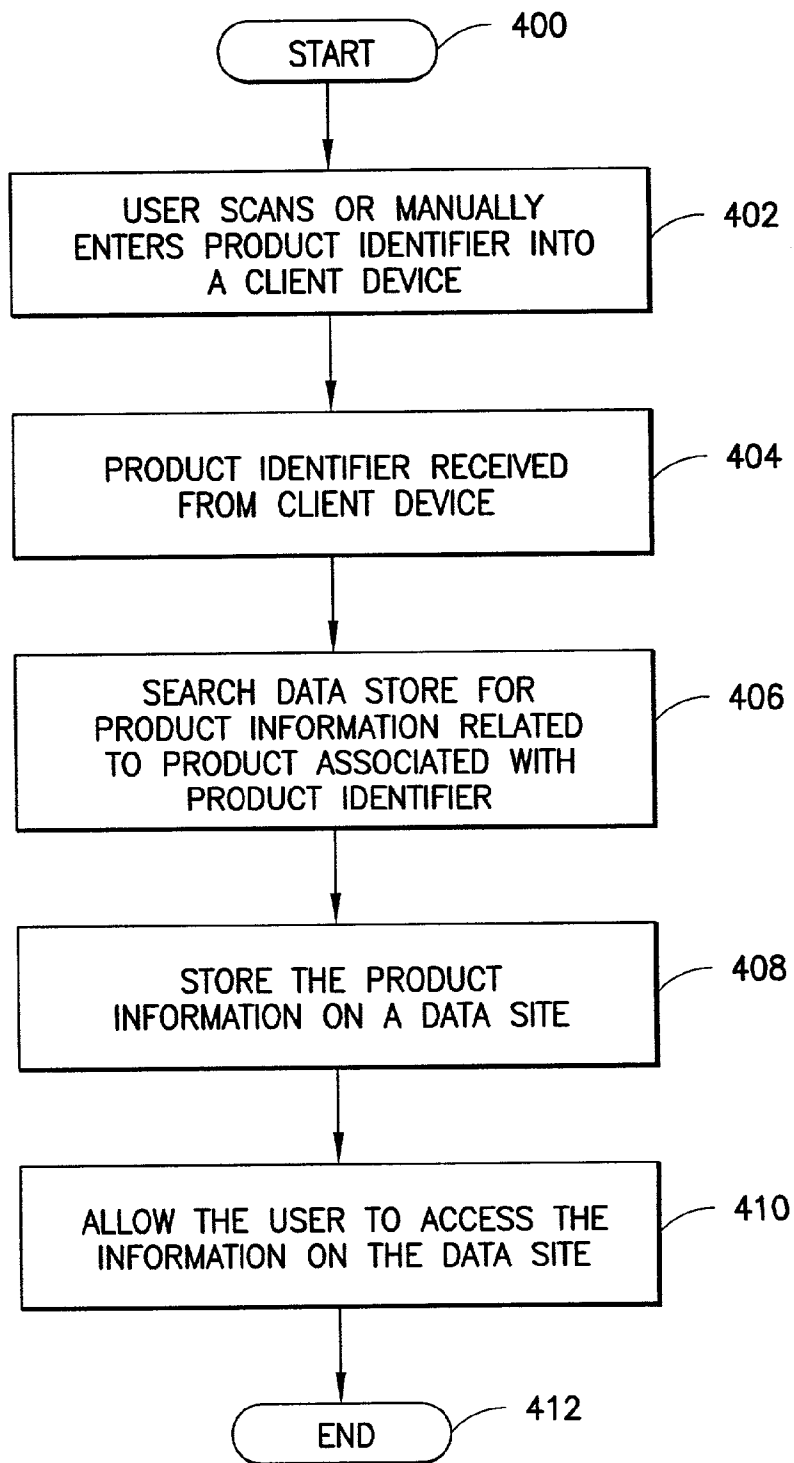 START
400
USER SCANS OR MANUALLY
ENTERS PRODUCT IDENTIFIER INTO
A CLIENT DEVICE
402
PRODUCT IDENTIFIER RECEIVED
FROM CLIENT DEVICE
404
SEARCH DATA STORE FOR
PRODUCT INFORMATION RELATED
TO PRODUCT ASSOCIATED WITH
PRODUCT IDENTIFIER
406
STORE THE PRODUCT
INFORMATION ON A DATA SITE
408
ALLOW THE USER TO ACCESS THE
INFORMATION ON THE DATA SITE
410
END
412